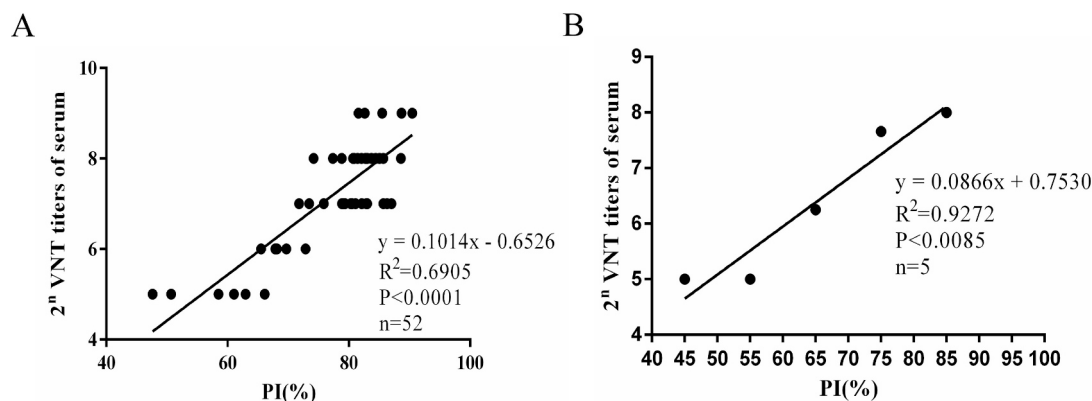 A
B
10
8
6
4
2ⁿ VNT titers of serum
y = 0.1014x - 0.6526
R²=0.6905
P<0.0001
n=52
40 60 80 100
PI(%)
9
8
7
6
5
4
2ⁿ VNT titers of serum
y = 0.0866x + 0.7530
R²=0.9272
P<0.0085
n=5
40 45 55 65 70 75 80 85 90 95 100
PI(%)